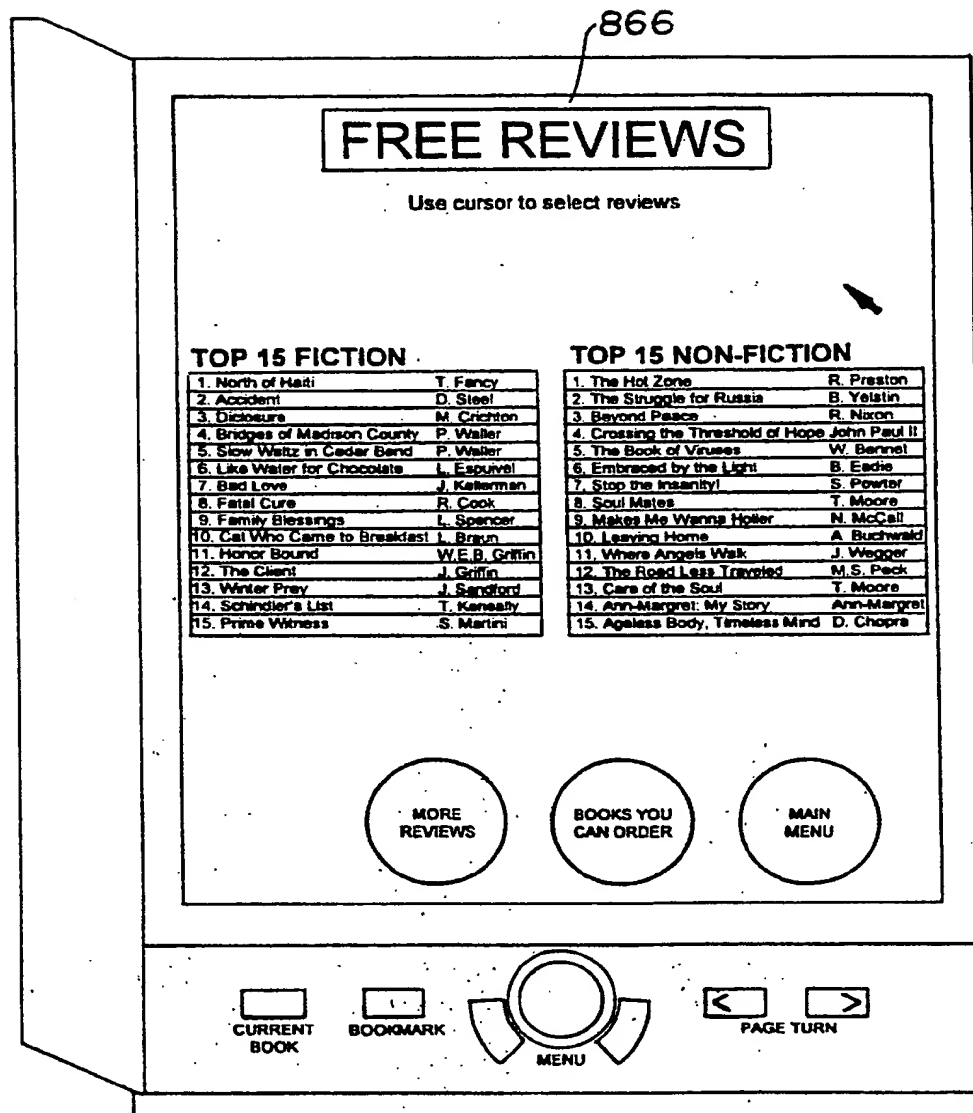 866
FREE REVIEWS
Use cursor to select reviews
TOP 15 FICTION
1. North of Haiti T. Fancy
2. Accident D. Steel
3. Diclosure M. Crichton
4. Bridges of Madison County P. Waller
5. Slow Waltz in Cedar Bend P. Waller
6. Like Water for Chocolate L. Espuivel
7. Bad Love J. Kellerman
8. Fatal Cure R. Cook
9. Family Blessings L. Spencer
10. Cat Who Came to Breakfast L. Braun
11. Honor Bound W.E.B. Griffin
12. The Client J. Griffin
13. Winter Prey J. Sandford
14. Schindler's List T. Keneally
15. Prime Witness S. Martini
TOP 15 NON-FICTION
1. The Hot Zone R. Preston
2. The Struggle for Russia B. Yelstin
3. Beyond Peace R. Nixon
4. Crossing the Threshold of Hope John Paul II
5. The Book of Viruses W. Bennet
6. Embraced by the Light B. Eadie
7. Stop the Insanity! S. Powter
8. Soul Mates T. Moore
9. Makes Me Wanna Holler N. McCall
10. Leaving Home A. Buchwald
11. Where Angels Walk J. Wegger
12. The Road Less Traveled M.S. Peck
13. Care of the Soul T. Moore
14. Ann-Margret: My Story Ann-Margret
15. Ageless Body, Timeless Mind D. Chopra
MORE
REVIEWS
BOOKS YOU
CAN ORDER
MAIN
MENU
CURRENT
BOOK
BOOKMARK
MENU
< >
PAGE TURN